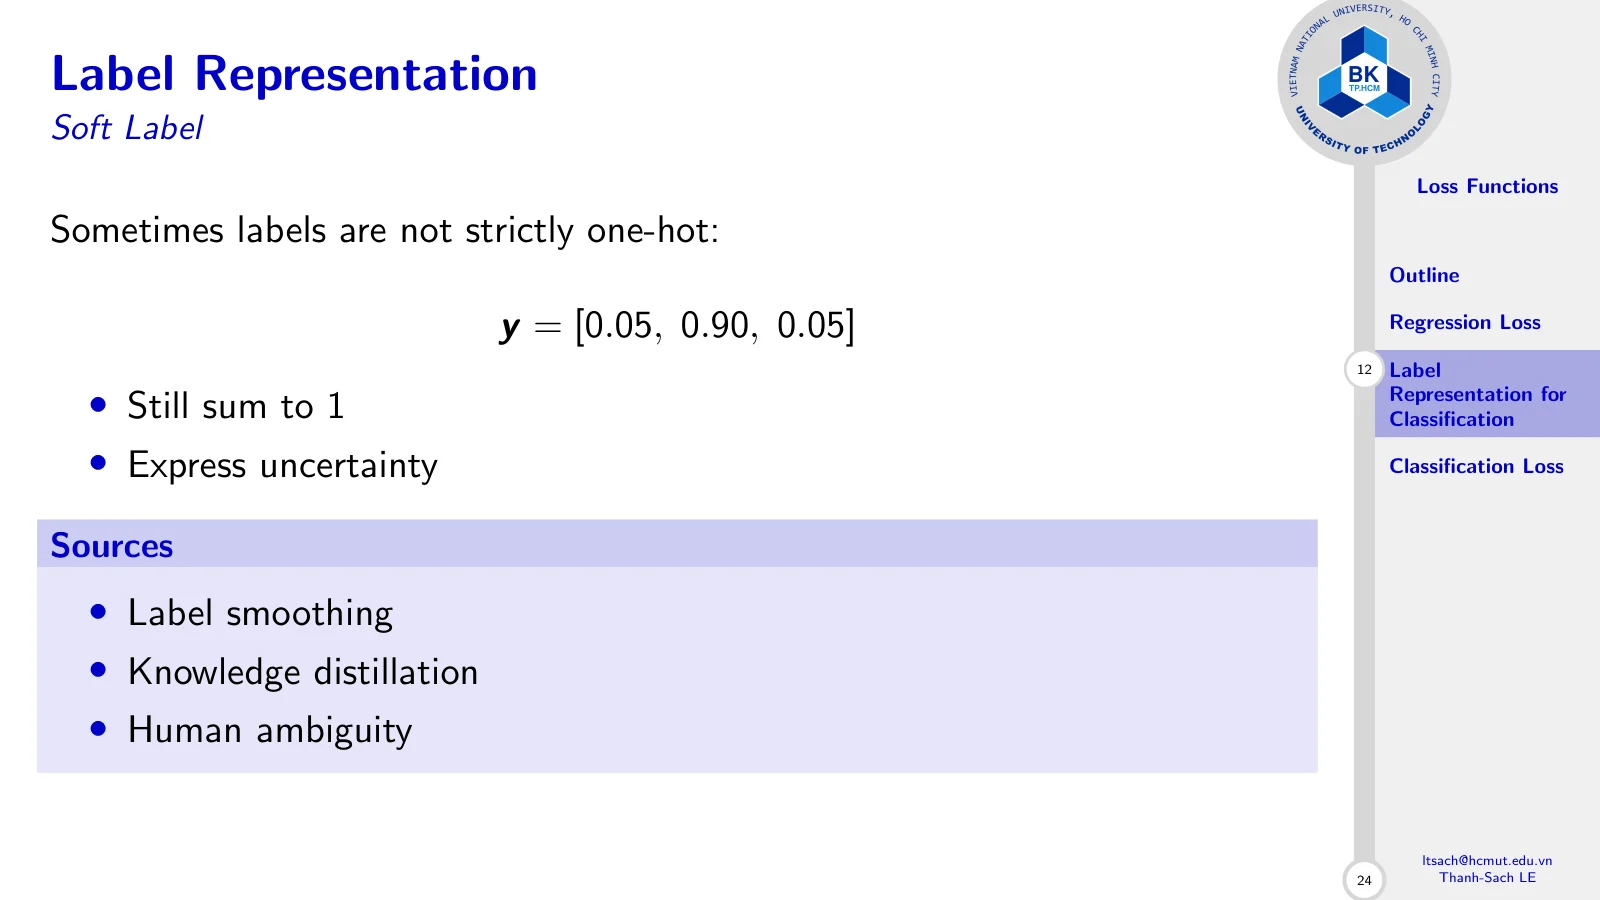 Label Representation
Soft Label
Sometimes labels are not strictly one-hot:
y = [0.05, 0.90, 0.05]
• Still sum to 1
• Express uncertainty
Sources
• Label smoothing
• Knowledge distillation
• Human ambiguity
VIETNAM NATIONAL UNIVERSITY, HO CHI MINH CITY
BK
TP.HCM
UNIVERSITY OF TECHNOLOGY
Loss Functions
Outline
Regression Loss
12
Label
Representation for
Classification
Classification Loss
ltsach@hcmut.edu.vn
Thanh-Sach LE
24